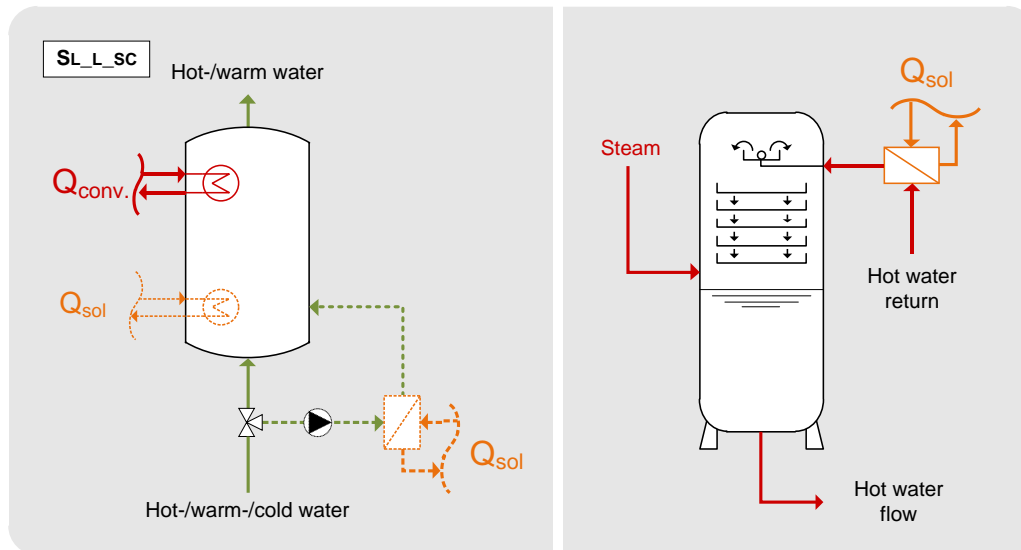 SL_L_SC
Hot-/warm water
Qconv.
Qsol
Qsol
Hot-/warm-/cold water
Qsol
Steam
Hot water
return
Hot water
flow